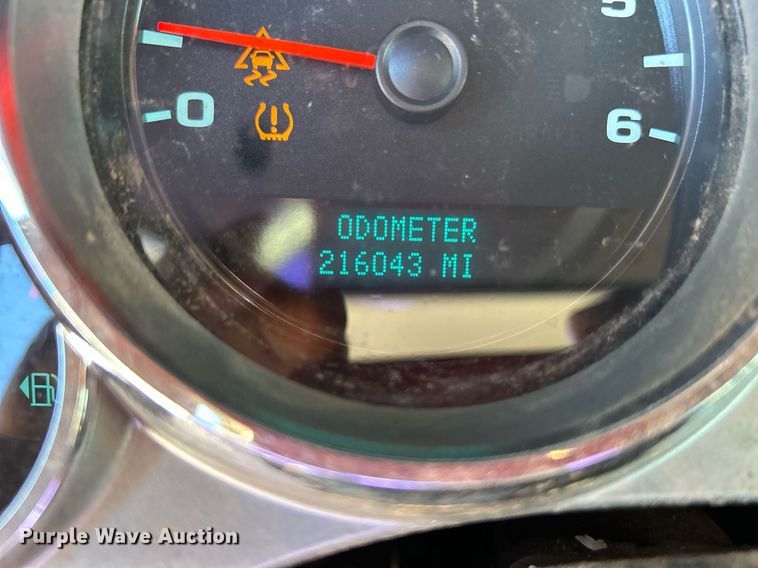 5
0
6
ODOMETER
216043 MI
Purple Wave Auction